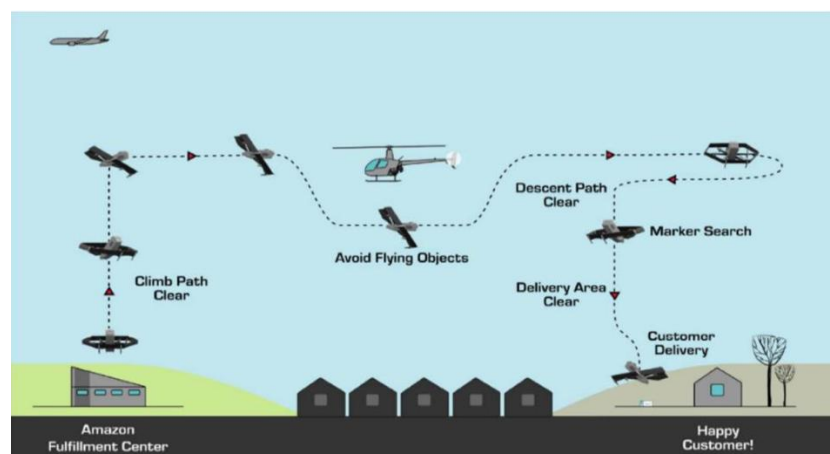 Climb Path
Clear
Avoid Flying Objects
Descent Path
Clear
Marker Search
Delivery Area
Clear
Customer
Delivery
Amazon
Fulfillment Center
Happy
Customer!